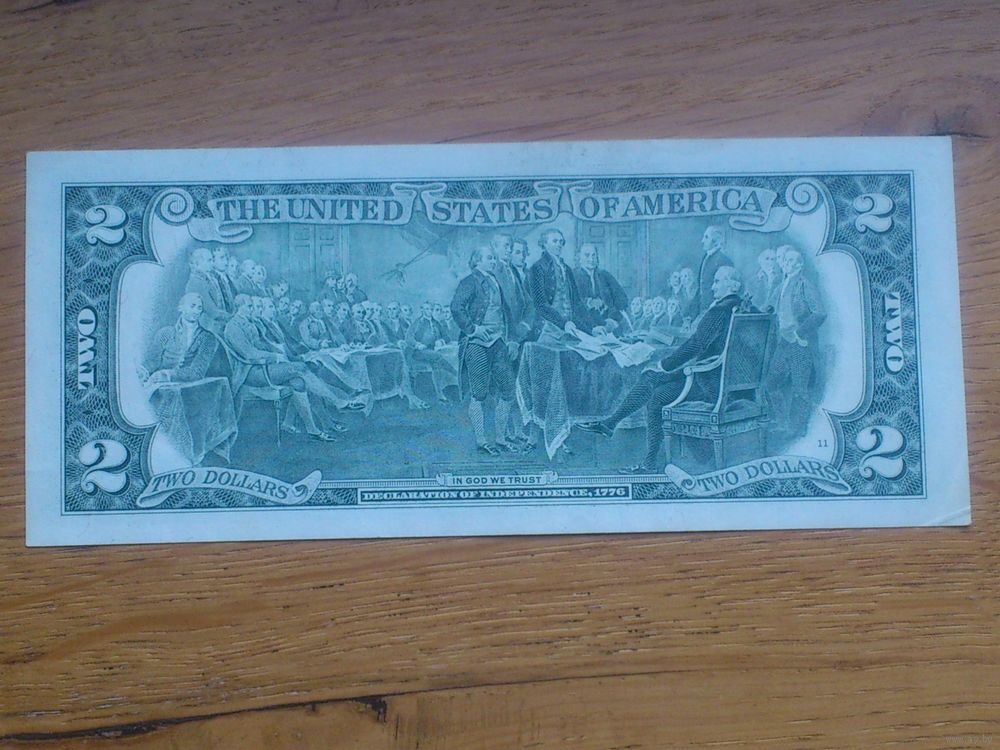 2 THE UNITED STATES OF AMERICA 2
TWO TWO
11
2 2
TWO DOLLARS IN GOD WE TRUST TWO DOLLARS
DECLARATION OF INDEPENDENCE, 1776